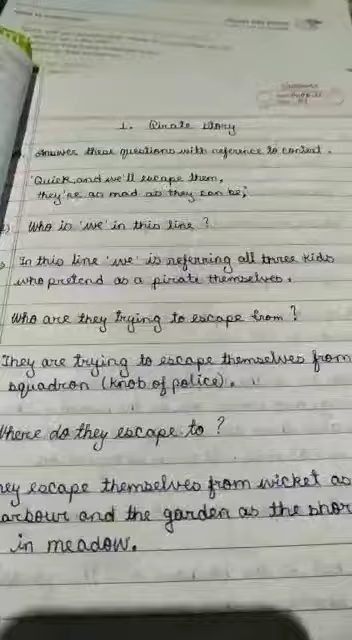 1. Pirate story
Answer these questions with reference to context.
'Quick, and we'll escape them,
they're as mad as they can be;
Who is 'we' in this line ?
In this line 'we' is referring all three kids
who pretend as a pirate themselves.
Who are they trying to escape from ?
They are trying to escape themselves from
squadron (knob of police).
Where do they escape to ?
ey escape themselves from wicket as
arbour and the garden as the shor
in meadow.